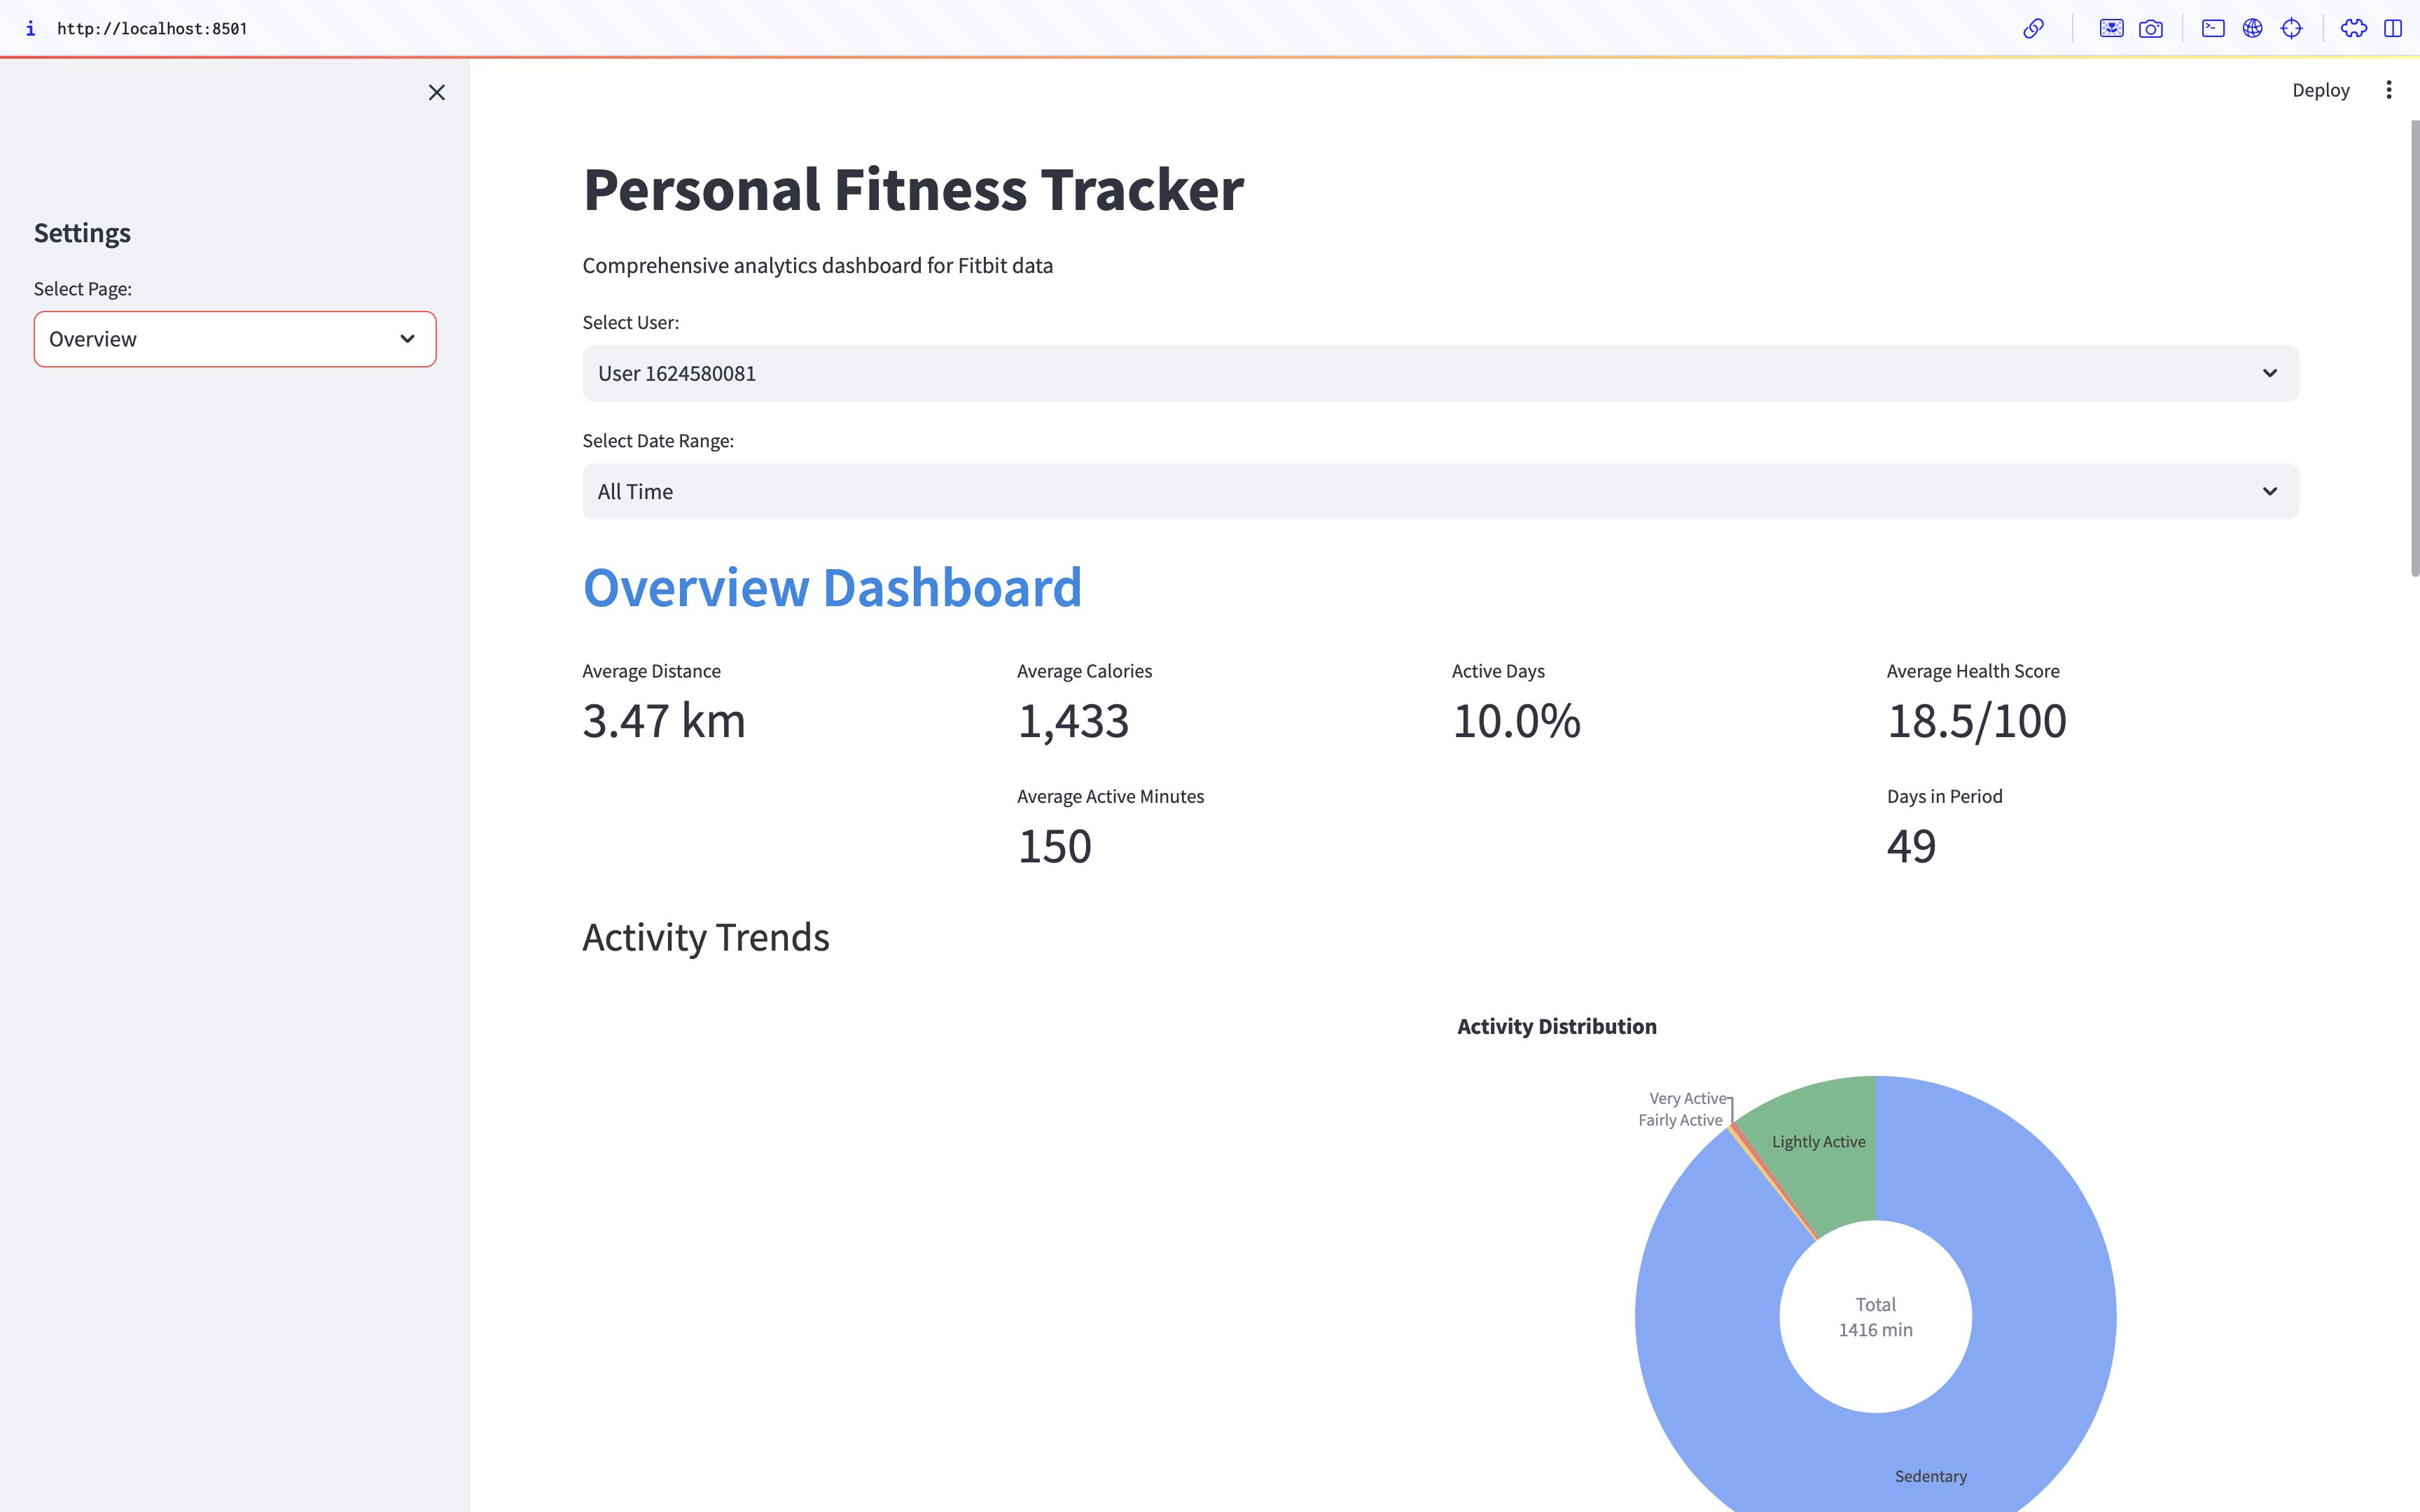 http://localhost:8501
Deploy
Settings
Select Page:
Overview
Personal Fitness Tracker
Comprehensive analytics dashboard for Fitbit data
Select User:
User 1624580081
Select Date Range:
All Time
Overview Dashboard
Average Distance
3.47 km
Average Calories
1,433
Active Days
10.0%
Average Health Score
18.5/100
Average Active Minutes
150
Days in Period
49
Activity Trends
Activity Distribution
Very Active
Fairly Active
Lightly Active
Total
1416 min
Sedentary